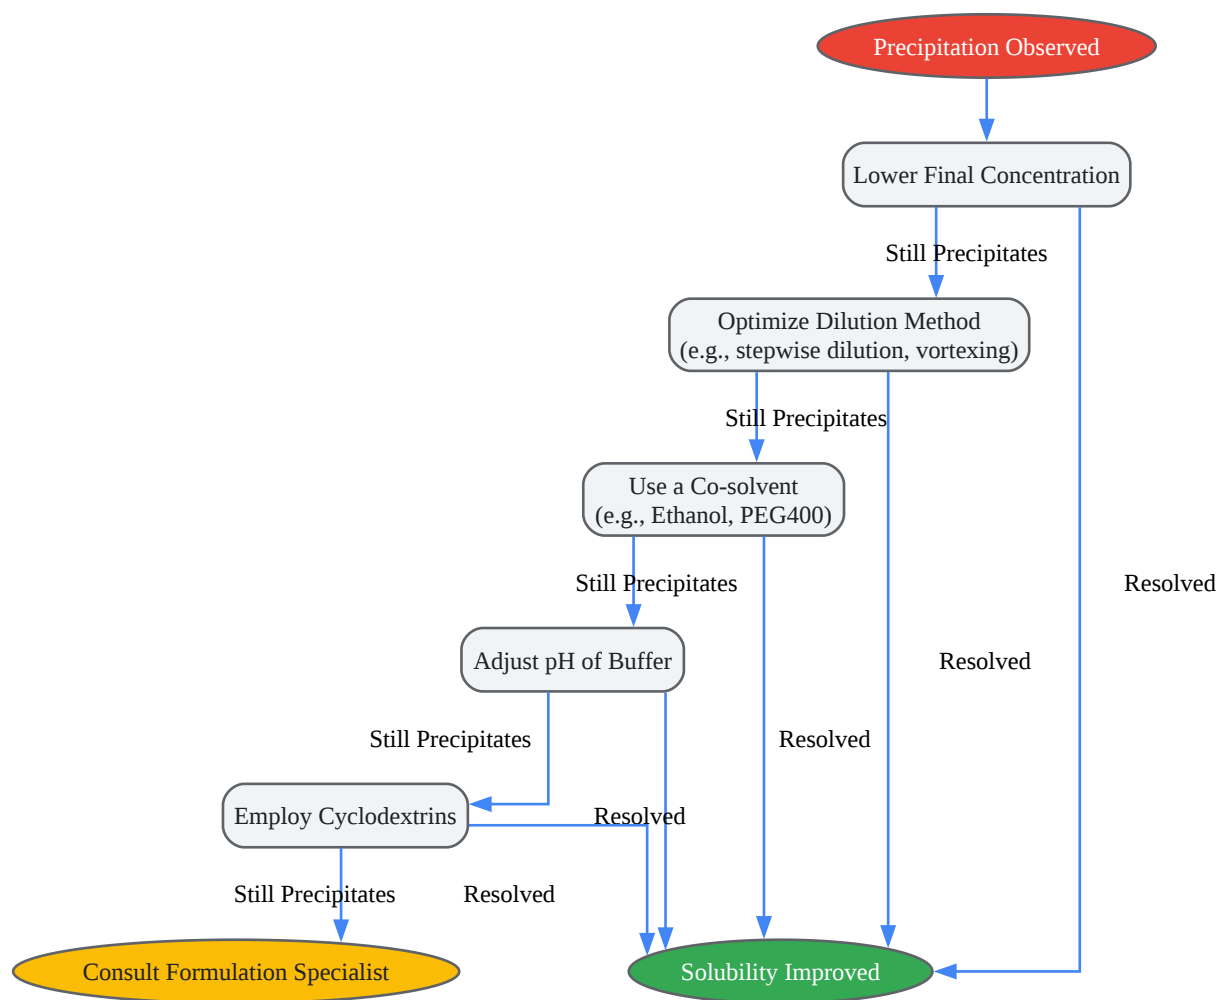 Precipitation Observed
Lower Final Concentration
Still Precipitates
Optimize Dilution Method
(e.g., stepwise dilution, vortexing)
Still Precipitates
Use a Co-solvent
(e.g., Ethanol, PEG400)
Still Precipitates
Resolved
Adjust pH of Buffer
Resolved
Still Precipitates
Resolved
Employ Cyclodextrins
Resolved
Still Precipitates
Resolved
Consult Formulation Specialist
Solubility Improved